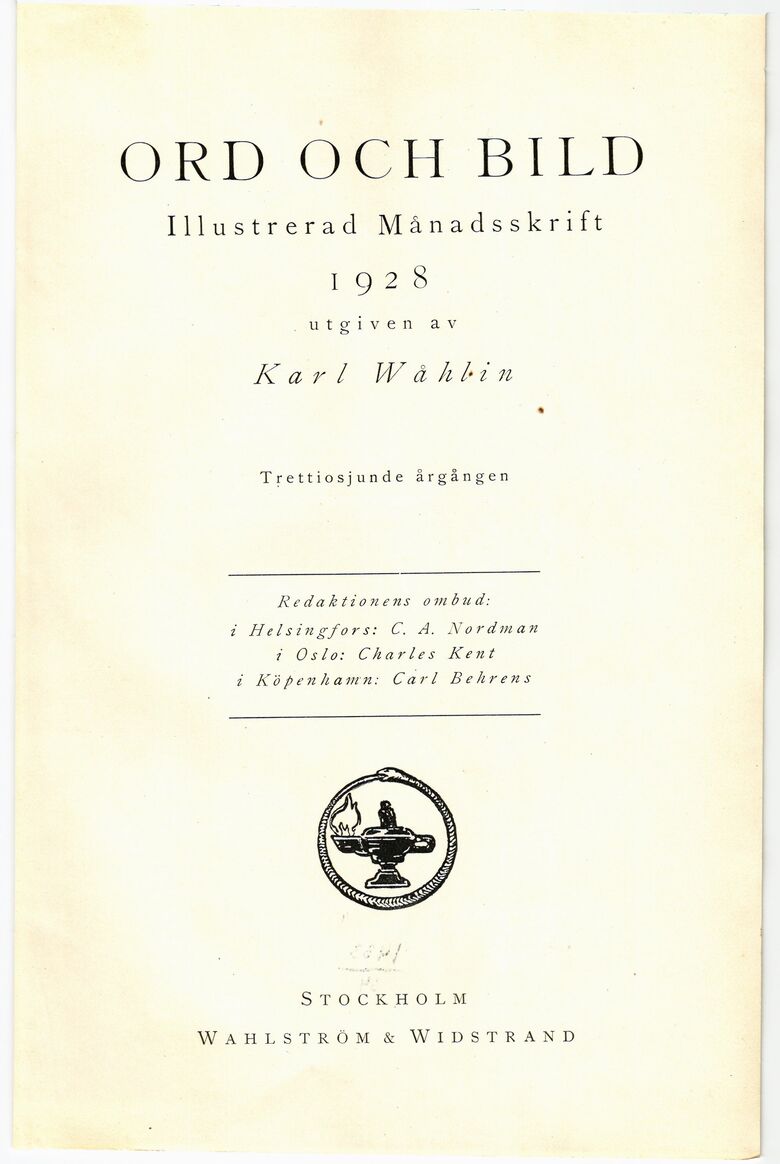 ORD OCH BILD
Illustrerad Månadsskrift
1928
utgiven av
Karl Wåhlin
Trettiosjunde årgången
Redaktionens ombud:
i Helsingfors: C. A. Nordman
i Oslo: Charles Kent
i Köpenhamn: Carl Behrens
STOCKHOLM
WAHLSTRÖM & WIDSTRAND